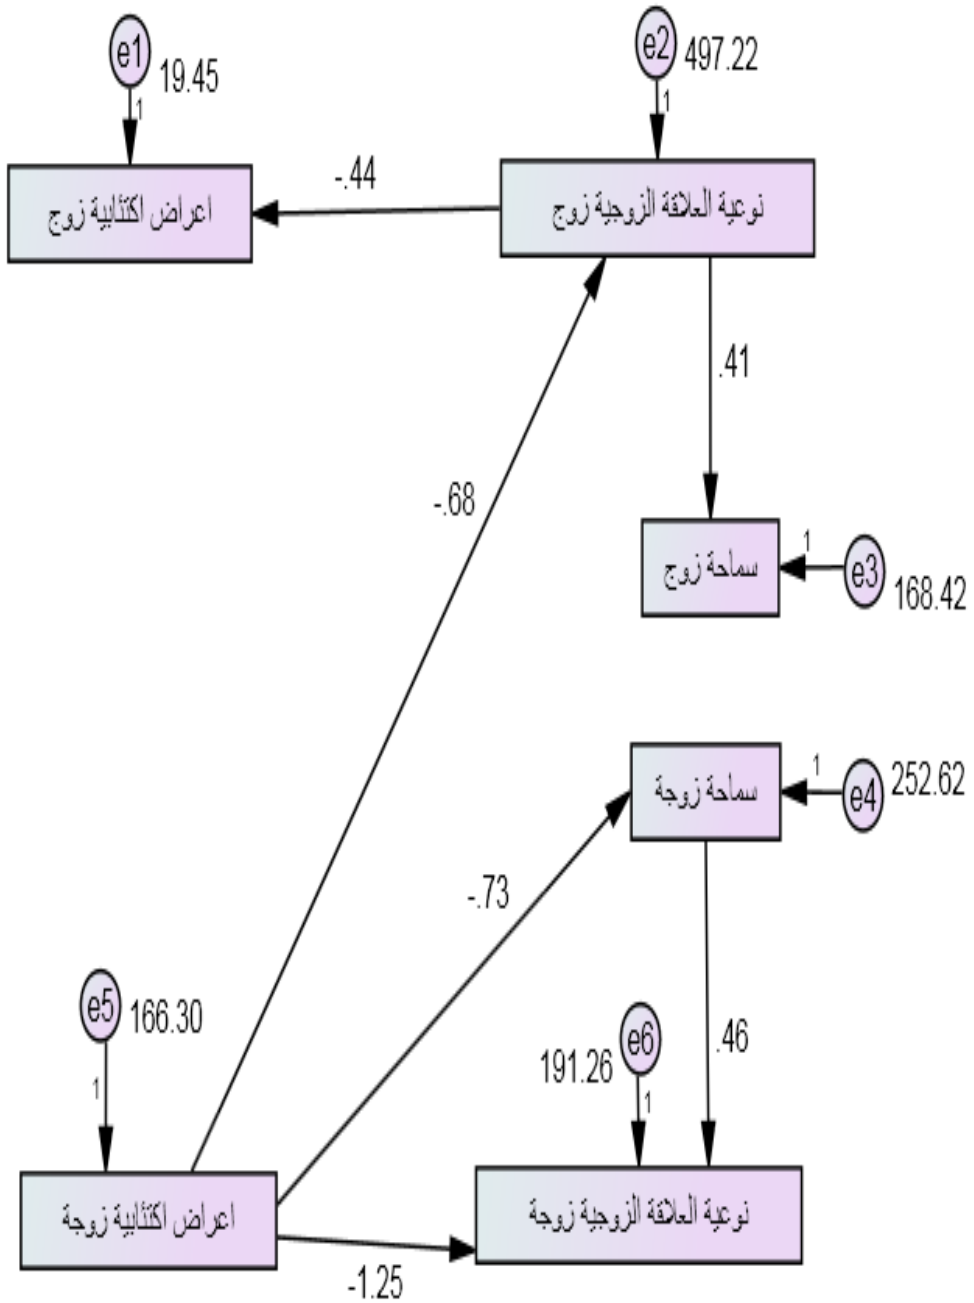 e1
19.45
1
e2
497.22
1
اعراض اكتئابية زوج
-.44
نوعية العلاقة الزوجية زوج
.41
-.68
سماحة زوج
1
e3
168.42
سماحة زوجة
1
e4
252.62
-.73
e5
166.30
1
.46
e6
191.26
1
اعراض اكتئابية زوجة
نوعية العلاقة الزوجية زوجة
-1.25